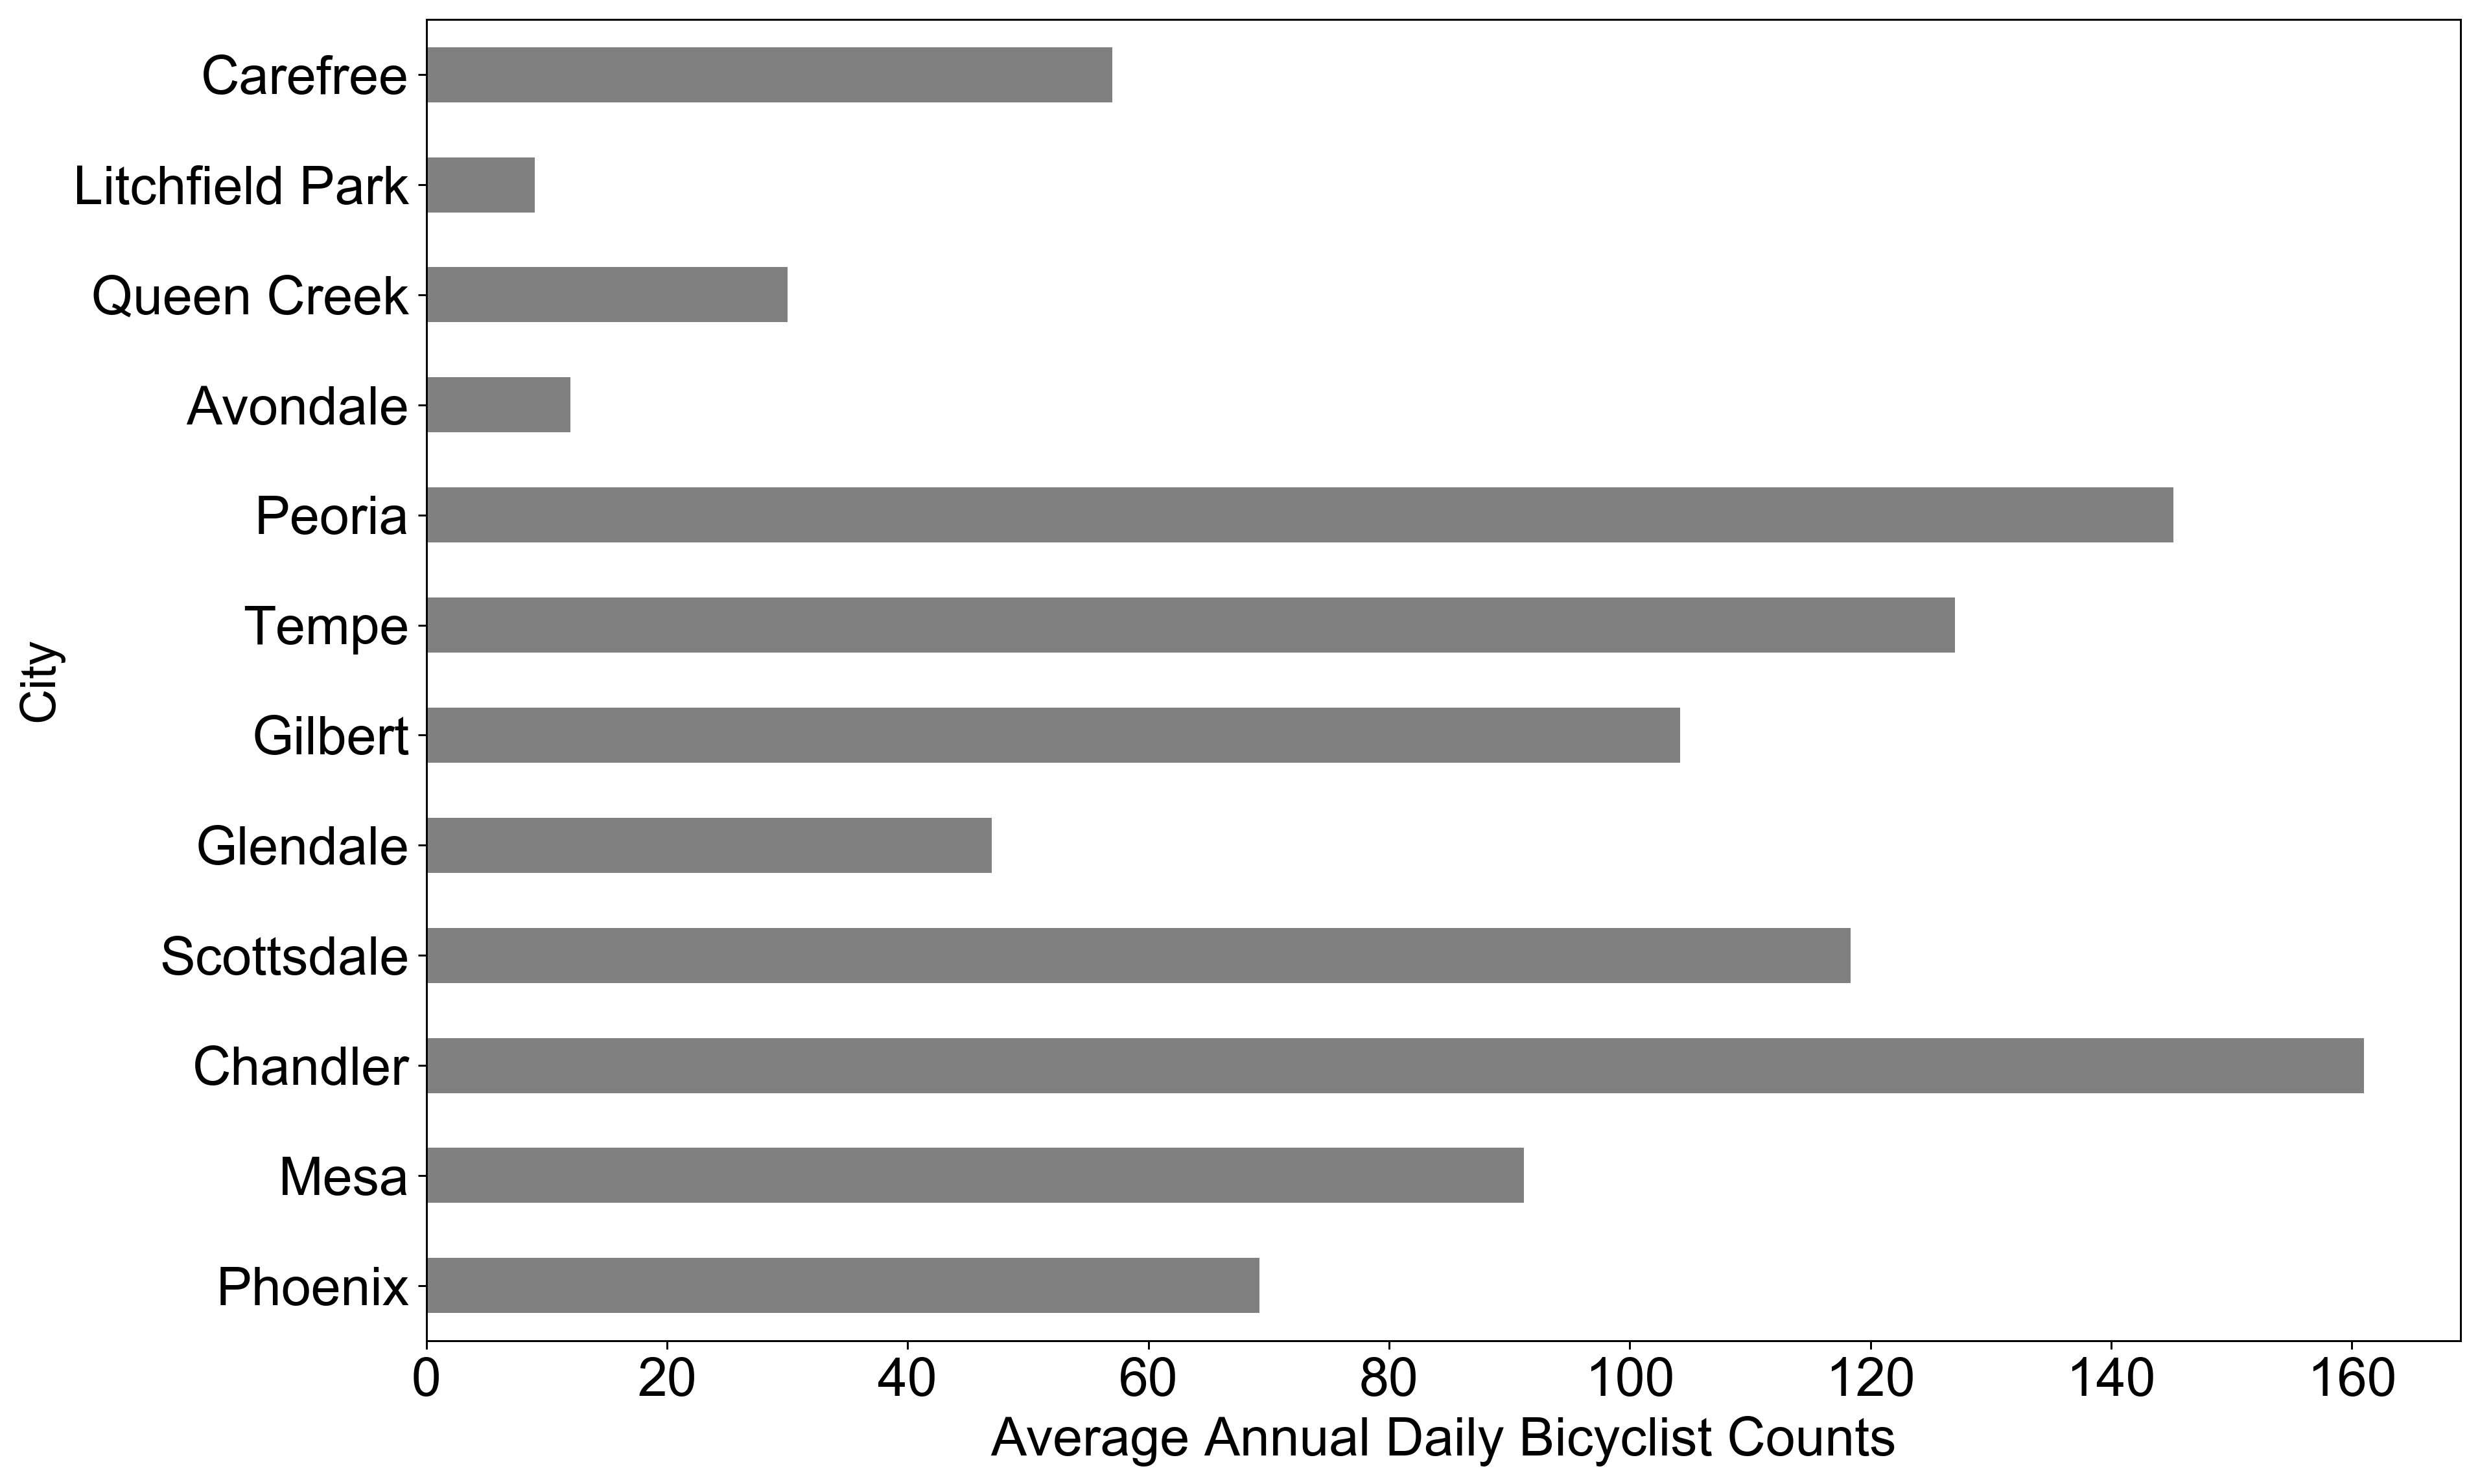 Carefree
Litchfield Park
Queen Creek
Avondale
Peoria
Tempe
Gilbert
Glendale
Scottsdale
Chandler
Mesa
Phoenix
City
0 20 40 60 80 100 120 140 160
Average Annual Daily Bicyclist Counts